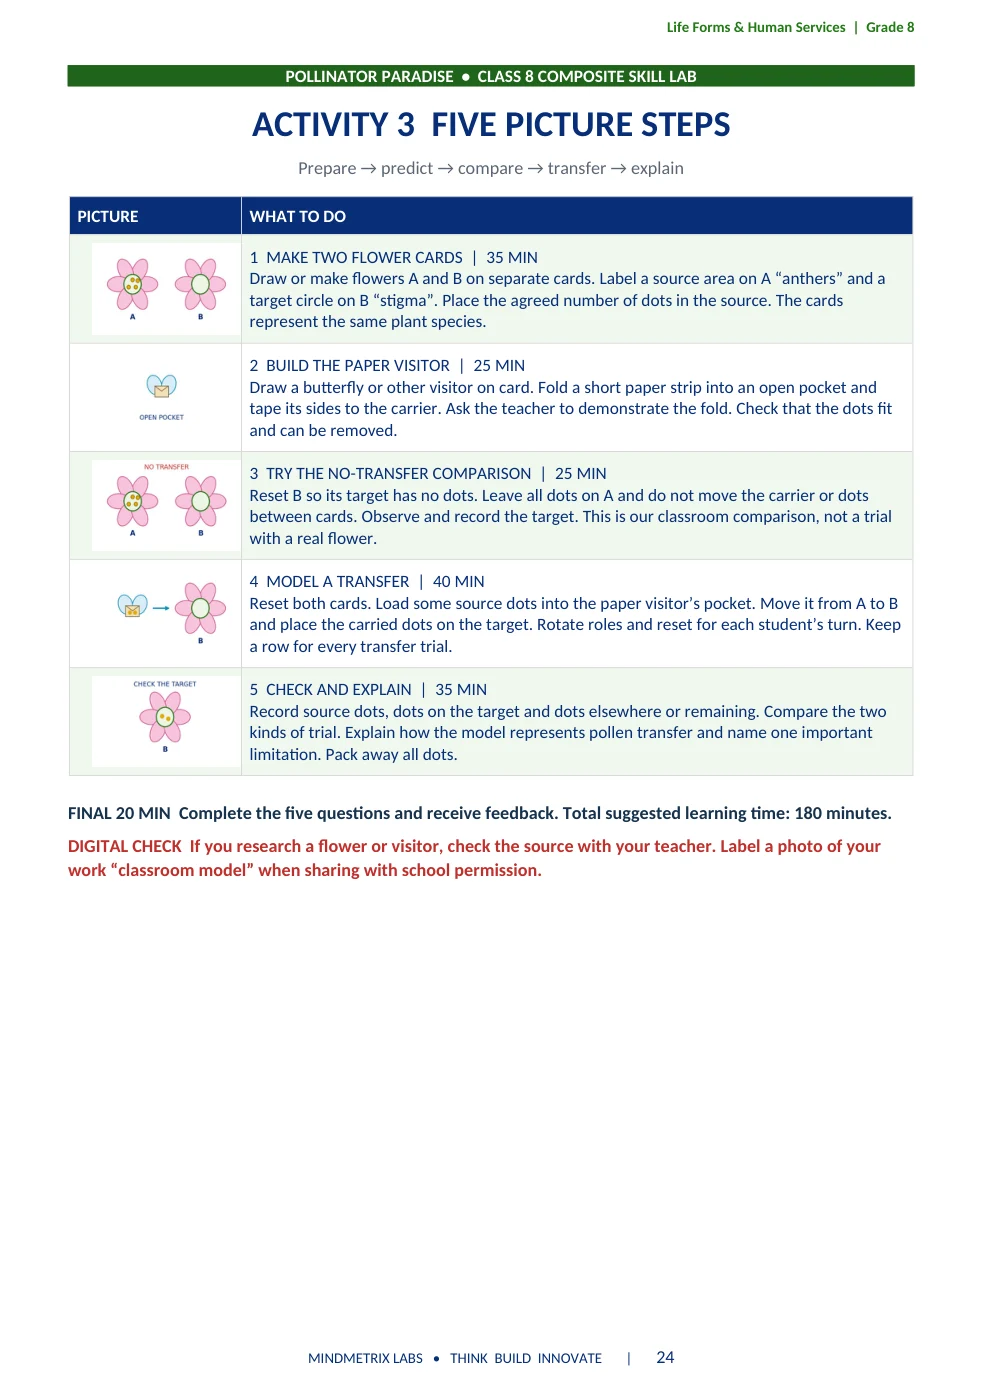 Life Forms & Human Services | Grade 8
POLLINATOR PARADISE ● CLASS 8 COMPOSITE SKILL LAB
ACTIVITY 3 FIVE PICTURE STEPS
Prepare → predict → compare → transfer → explain
PICTURE
WHAT TO DO
A
B
1 MAKE TWO FLOWER CARDS | 35 MIN
Draw or make flowers A and B on separate cards. Label a source area on A “anthers” and a
target circle on B “stigma”. Place the agreed number of dots in the source. The cards
represent the same plant species.
OPEN POCKET
2 BUILD THE PAPER VISITOR | 25 MIN
Draw a butterfly or other visitor on card. Fold a short paper strip into an open pocket and
tape its sides to the carrier. Ask the teacher to demonstrate the fold. Check that the dots fit
and can be removed.
NO TRANSFER
A
B
3 TRY THE NO-TRANSFER COMPARISON | 25 MIN
Reset B so its target has no dots. Leave all dots on A and do not move the carrier or dots
between cards. Observe and record the target. This is our classroom comparison, not a trial
with a real flower.
B
4 MODEL A TRANSFER | 40 MIN
Reset both cards. Load some source dots into the paper visitor’s pocket. Move it from A to B
and place the carried dots on the target. Rotate roles and reset for each student’s turn. Keep
a row for every transfer trial.
CHECK THE TARGET
B
5 CHECK AND EXPLAIN | 35 MIN
Record source dots, dots on the target and dots elsewhere or remaining. Compare the two
kinds of trial. Explain how the model represents pollen transfer and name one important
limitation. Pack away all dots.
FINAL 20 MIN Complete the five questions and receive feedback. Total suggested learning time: 180 minutes.
DIGITAL CHECK If you research a flower or visitor, check the source with your teacher. Label a photo of your
work “classroom model” when sharing with school permission.
MINDMETRIX LABS ● THINK BUILD INNOVATE | 24